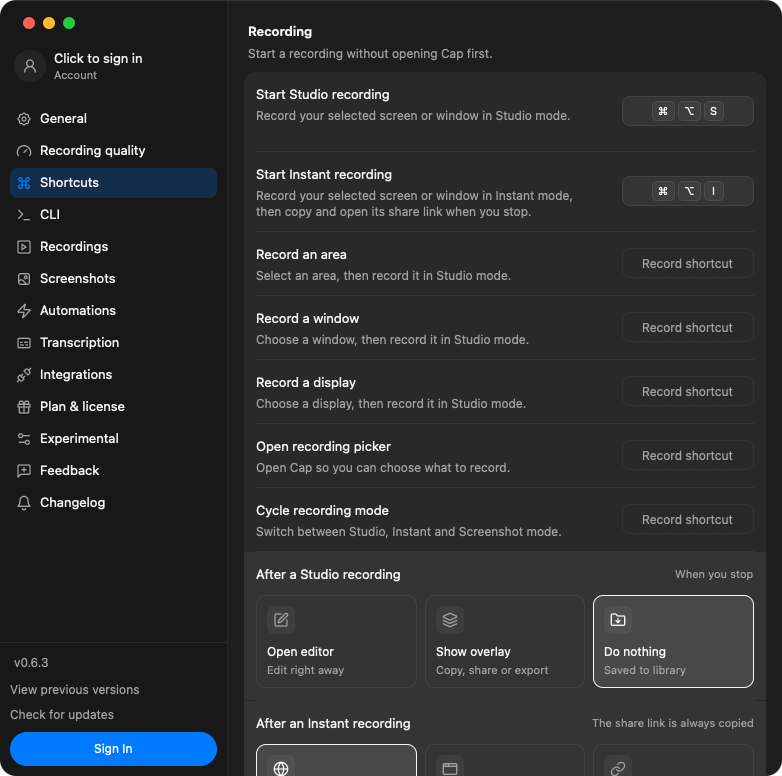 Click to sign in
Account
General
Recording quality
Shortcuts
CLI
Recordings
Screenshots
Automations
Transcription
Integrations
Plan & license
Experimental
Feedback
Changelog
v0.6.3
View previous versions
Check for updates
Sign In
Recording
Start a recording without opening Cap first.
Start Studio recording
Record your selected screen or window in Studio mode.
⌘ ⌥ S
Start Instant recording
Record your selected screen or window in Instant mode,
then copy and open its share link when you stop.
⌘ ⌥ I
Record an area
Select an area, then record it in Studio mode.
Record shortcut
Record a window
Choose a window, then record it in Studio mode.
Record shortcut
Record a display
Choose a display, then record it in Studio mode.
Record shortcut
Open recording picker
Open Cap so you can choose what to record.
Record shortcut
Cycle recording mode
Switch between Studio, Instant and Screenshot mode.
Record shortcut
After a Studio recording
When you stop
Open editor
Edit right away
Show overlay
Copy, share or export
Do nothing
Saved to library
After an Instant recording
The share link is always copied